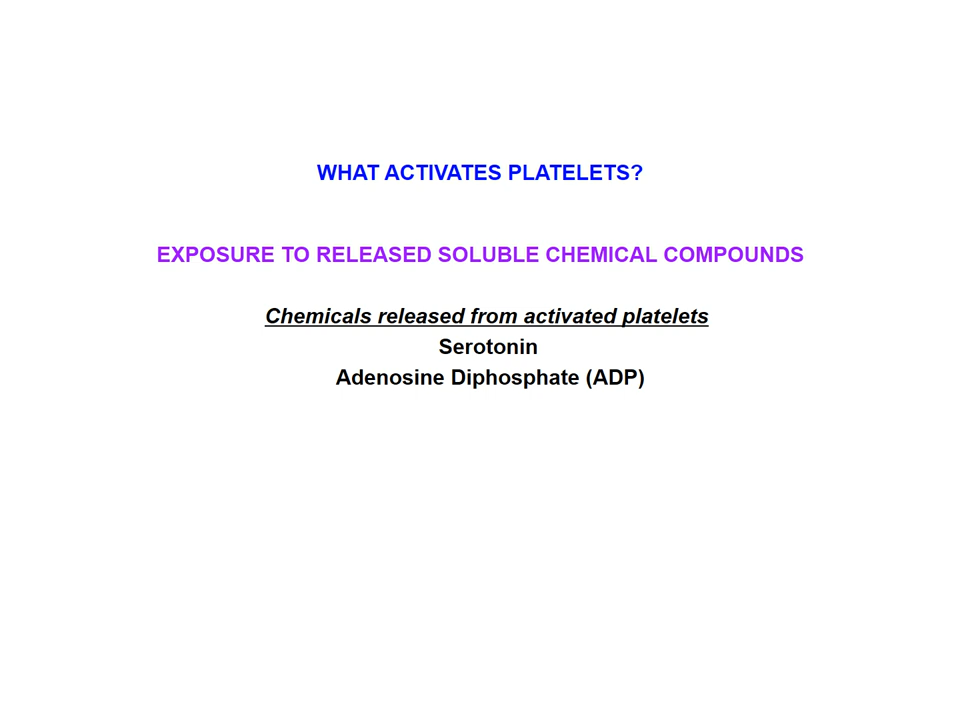 WHAT ACTIVATES PLATELETS?
EXPOSURE TO RELEASED SOLUBLE CHEMICAL COMPOUNDS
Chemicals released from activated platelets
Serotonin
Adenosine Diphosphate (ADP)